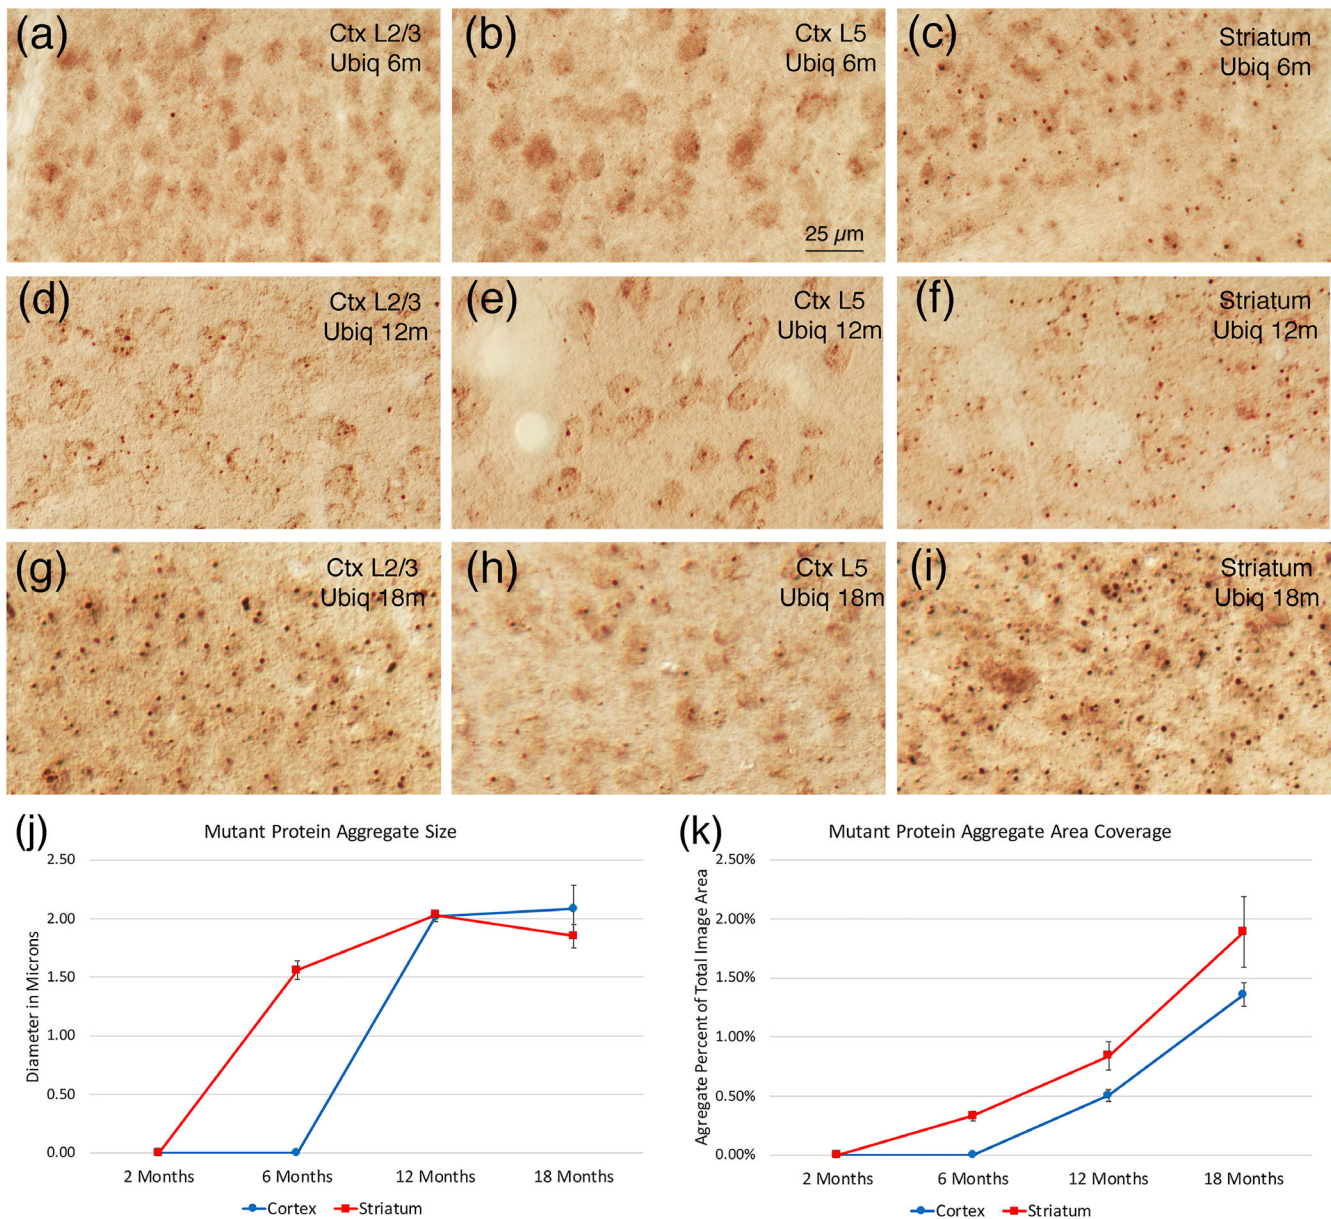 (a)
Ctx L2/3
Ubiq 6m
(b)
Ctx L5
Ubiq 6m
25 µm
(c)
Striatum
Ubiq 6m
(d)
Ctx L2/3
Ubiq 12m
(e)
Ctx L5
Ubiq 12m
(f)
Striatum
Ubiq 12m
(g)
Ctx L2/3
Ubiq 18m
(h)
Ctx L5
Ubiq 18m
(i)
Striatum
Ubiq 18m
(j)
Mutant Protein Aggregate Size
Diameter in Microns
2.50
2.00
1.50
1.00
0.50
0.00
2 Months 6 Months 12 Months 18 Months
Cortex Striatum
(k)
Mutant Protein Aggregate Area Coverage
Agregate Percent of Total Image Area
2.50%
2.00%
1.50%
1.00%
0.50%
0.00%
2 Months 6 Months 12 Months 18 Months
Cortex Striatum